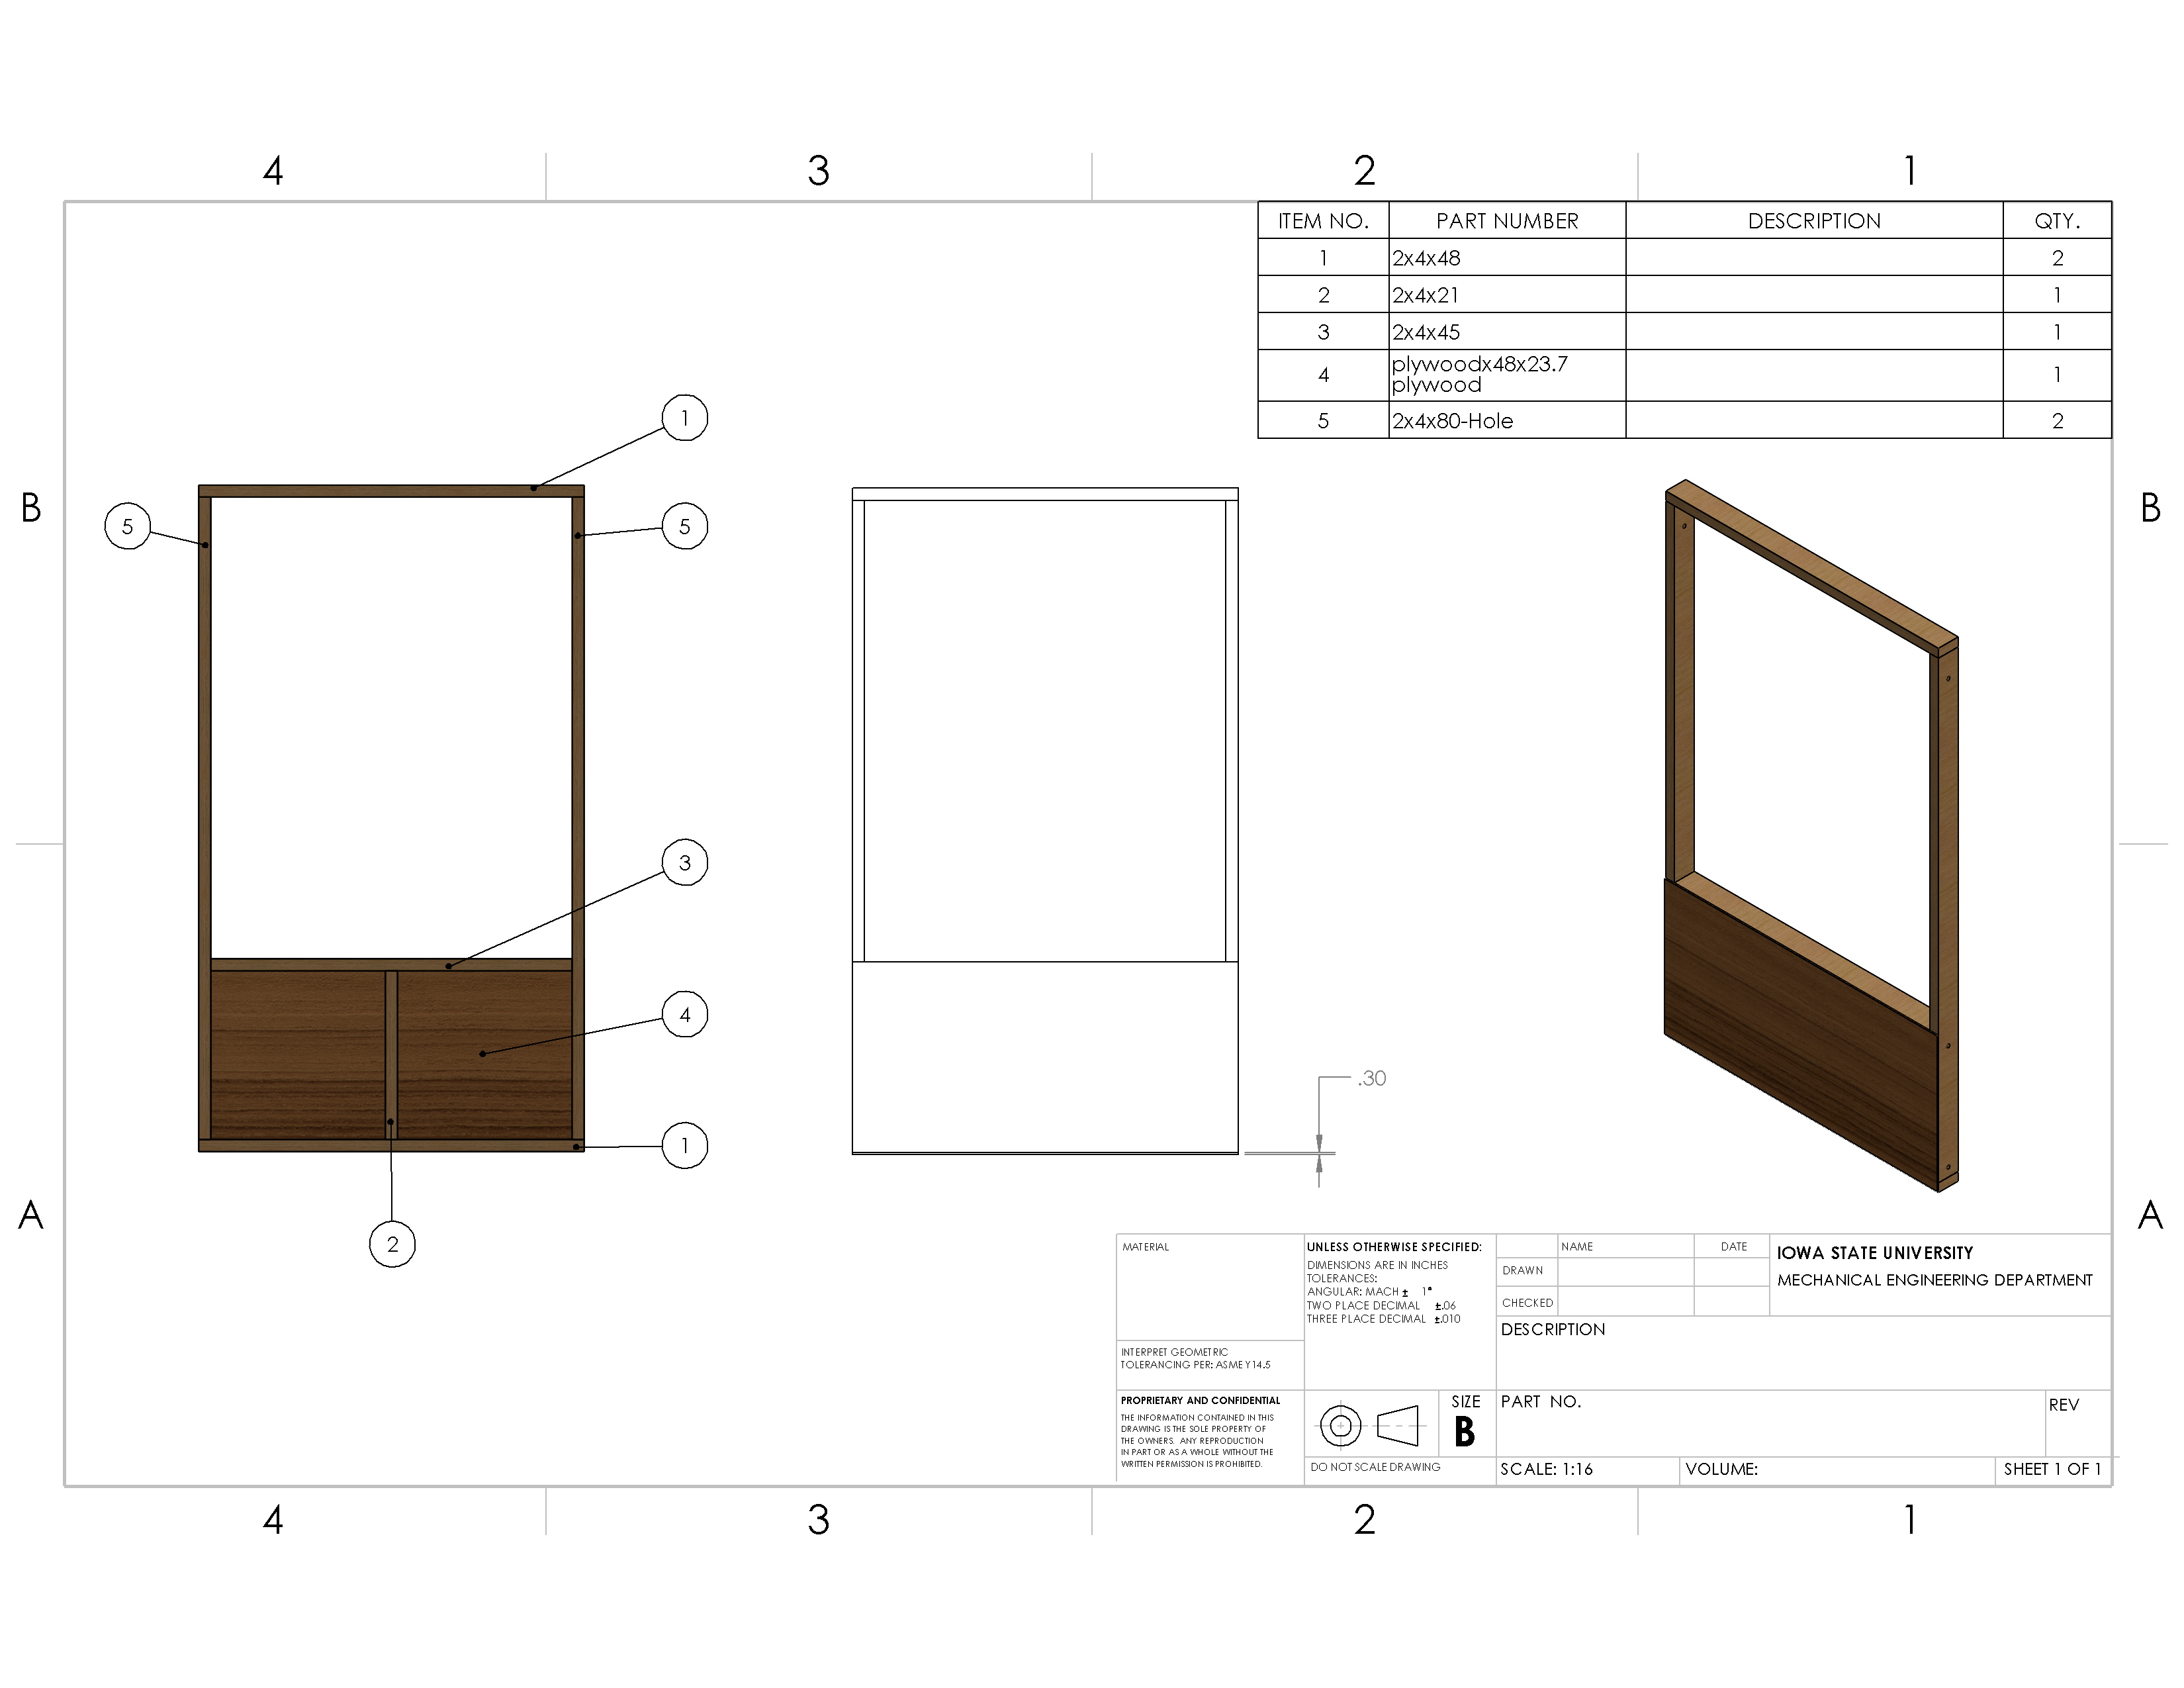 4 3 2 1
ITEM NO. PART NUMBER DESCRIPTION QTY.
1 2x4x48 2
2 2x4x21 1
3 2x4x45 1
4 plywoodx48x23.7 1
plywood
5 2x4x80-Hole 2
1
B 5 5 B
3
4
.30
1
A A
2
MATERIAL
INTERPRET GEOMETRIC
TOLERANCING PER: ASME Y14.5
PROPRIETARY AND CONFIDENTIAL
THE INFORMATION CONTAINED IN THIS
DRAWING IS THE SOLE PROPERTY OF
THE OWNERS. ANY REPRODUCTION
IN PART OR AS A WHOLE WITHOUT THE
WRITTEN PERMISSION IS PROHIBITED.
UNLESS OTHERWISE SPECIFIED:
DIMENSIONS ARE IN INCHES
TOLERANCES:
ANGULAR: MACH ± 1°
TWO PLACE DECIMAL ±.06
THREE PLACE DECIMAL ±.010
SIZE
B
DO NOT SCALE DRAWING
NAME DATE
DRAWN
CHECKED
IOWA STATE UNIVERSITY
MECHANICAL ENGINEERING DEPARTMENT
DESCRIPTION
PART NO. REV
SCALE: 1:16 VOLUME: SHEET 1 OF 1
4 3 2 1